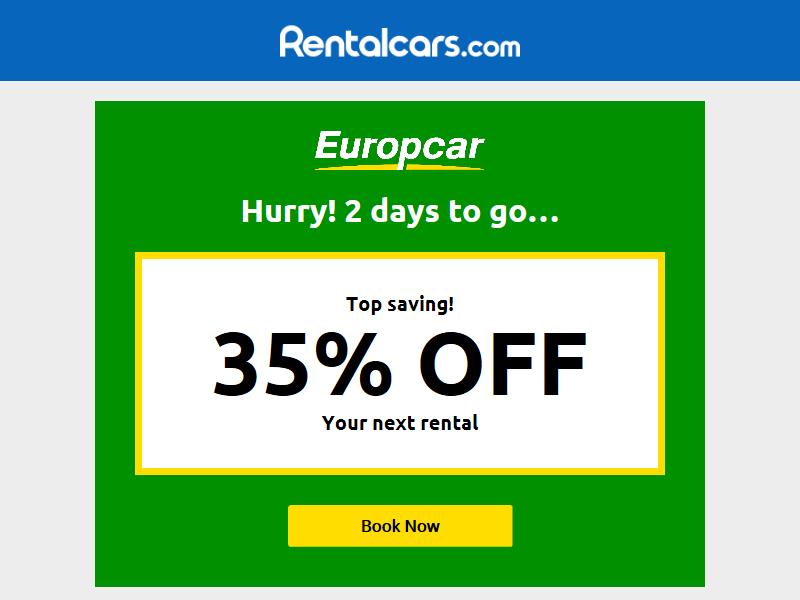 Rentalcars.com
Europcar
Hurry! 2 days to go...
Top saving!
35% OFF
Your next rental
Book Now